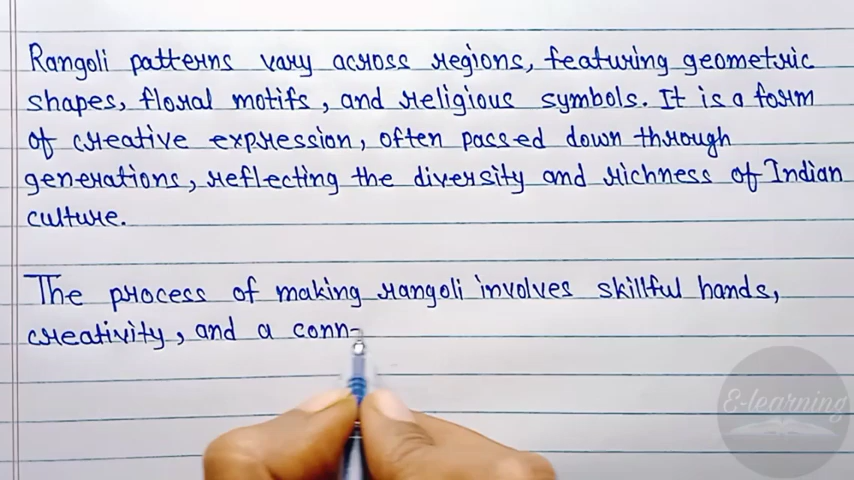 Rangoli patterns vary across regions, featuring geometric
shapes, floral motifs, and religious symbols. It is a form
of creative expression, often passed down through
generations, reflecting the diversity and richness of Indian
culture.
The process of making rangoli involves skillful hands,
creativity, and a conn
E-learning